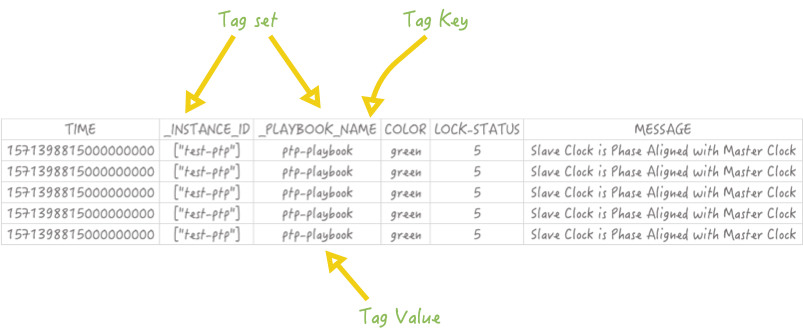 Tag set Tag Key
TIME _INSTANCE_ID _PLAYBOOK_NAME COLOR LOCK-STATUS MESSAGE
1571398815000000000 ["test-ptp"] ptp-playbook green 5 Slave Clock is Phase Aligned with Master Clock
1571398815000000000 ["test-ptp"] ptp-playbook green 5 Slave Clock is Phase Aligned with Master Clock
1571398815000000000 ["test-ptp"] ptp-playbook green 5 Slave Clock is Phase Aligned with Master Clock
1571398815000000000 ["test-ptp"] ptp-playbook green 5 Slave Clock is Phase Aligned with Master Clock
1571398815000000000 ["test-ptp"] ptp-playbook green 5 Slave Clock is Phase Aligned with Master Clock
Tag Value